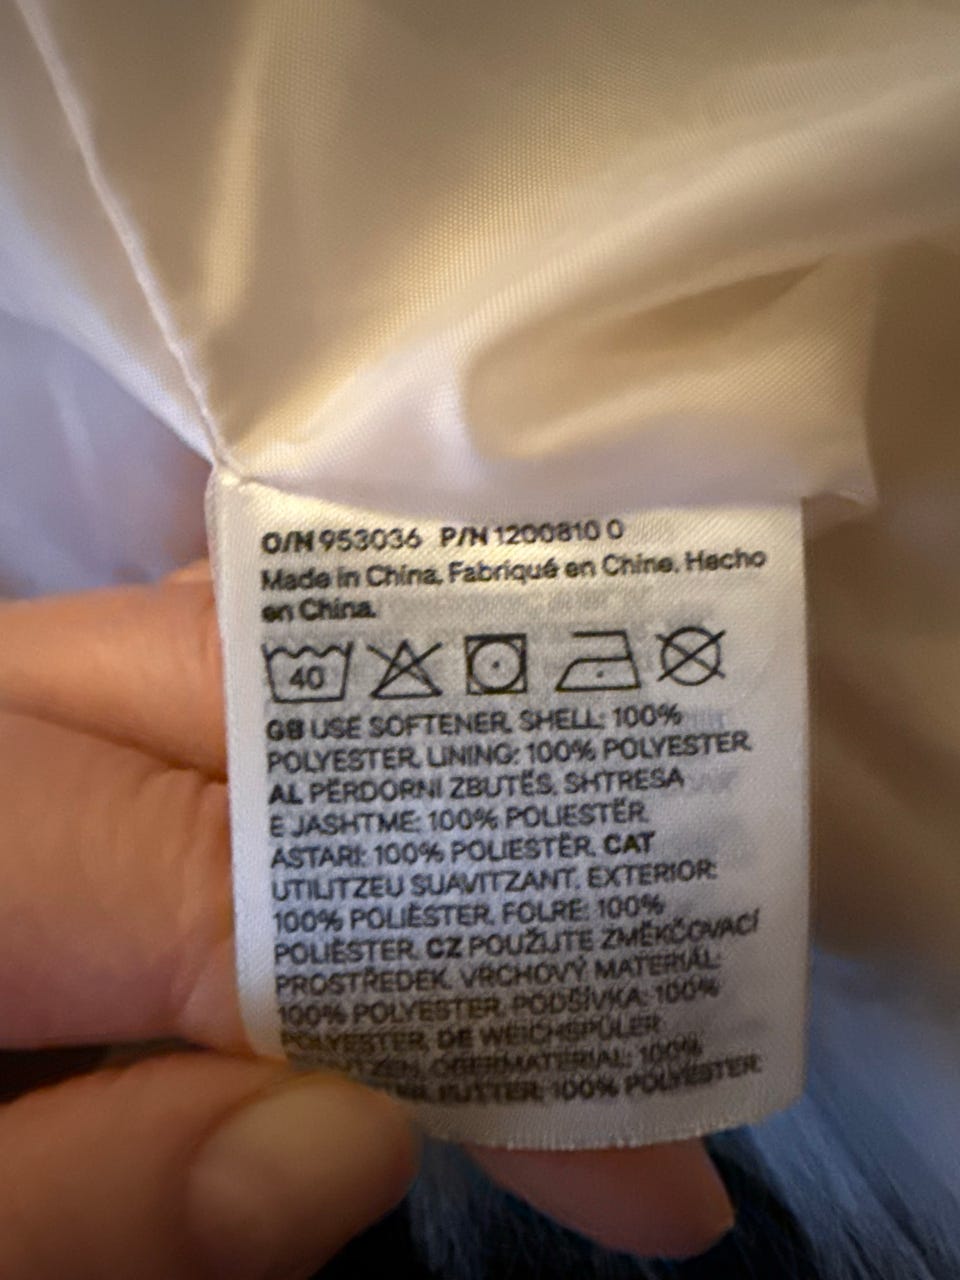 O/N 953036 P/N 1200810 0
Made in China. Fabriqué en Chine. Hecho
en China.
40
GB USE SOFTENER. SHELL: 100%
POLYESTER. LINING: 100% POLYESTER.
AL PËRDORNI ZBUTËS. SHTRESA
E JASHTME: 100% POLIESTËR.
ASTARI: 100% POLIESTËR. CAT
UTILITZEU SUAVITZANT. EXTERIOR:
100% POLIÈSTER. FOLRE: 100%
POLIÈSTER. CZ POUŽIJTE ZMĚKČOVACÍ
PROSTŘEDEK. VRCHOVÝ MATERIÁL:
100% POLYESTER. PODŠÍVKA: 100%
POLYESTER. DE WEICHSPÜLER
OBERMATERIAL: 100%
FUTTER: 100% POLYESTER.